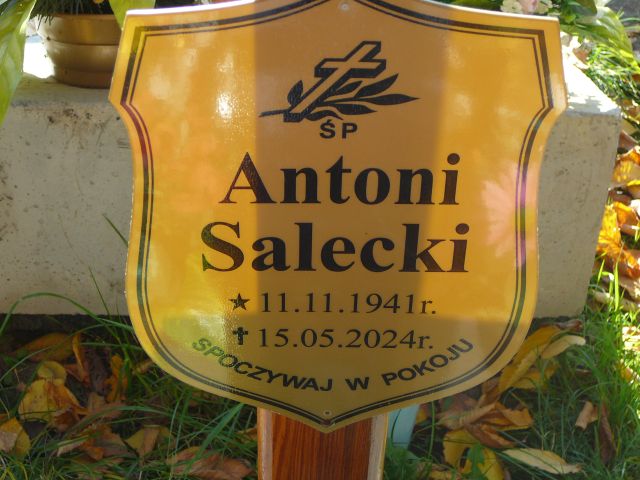 ŚP
Antoni
Salecki
★ 11.11.1941r.
✝ 15.05.2024r.
SPOCZYWAJ W POKOJU